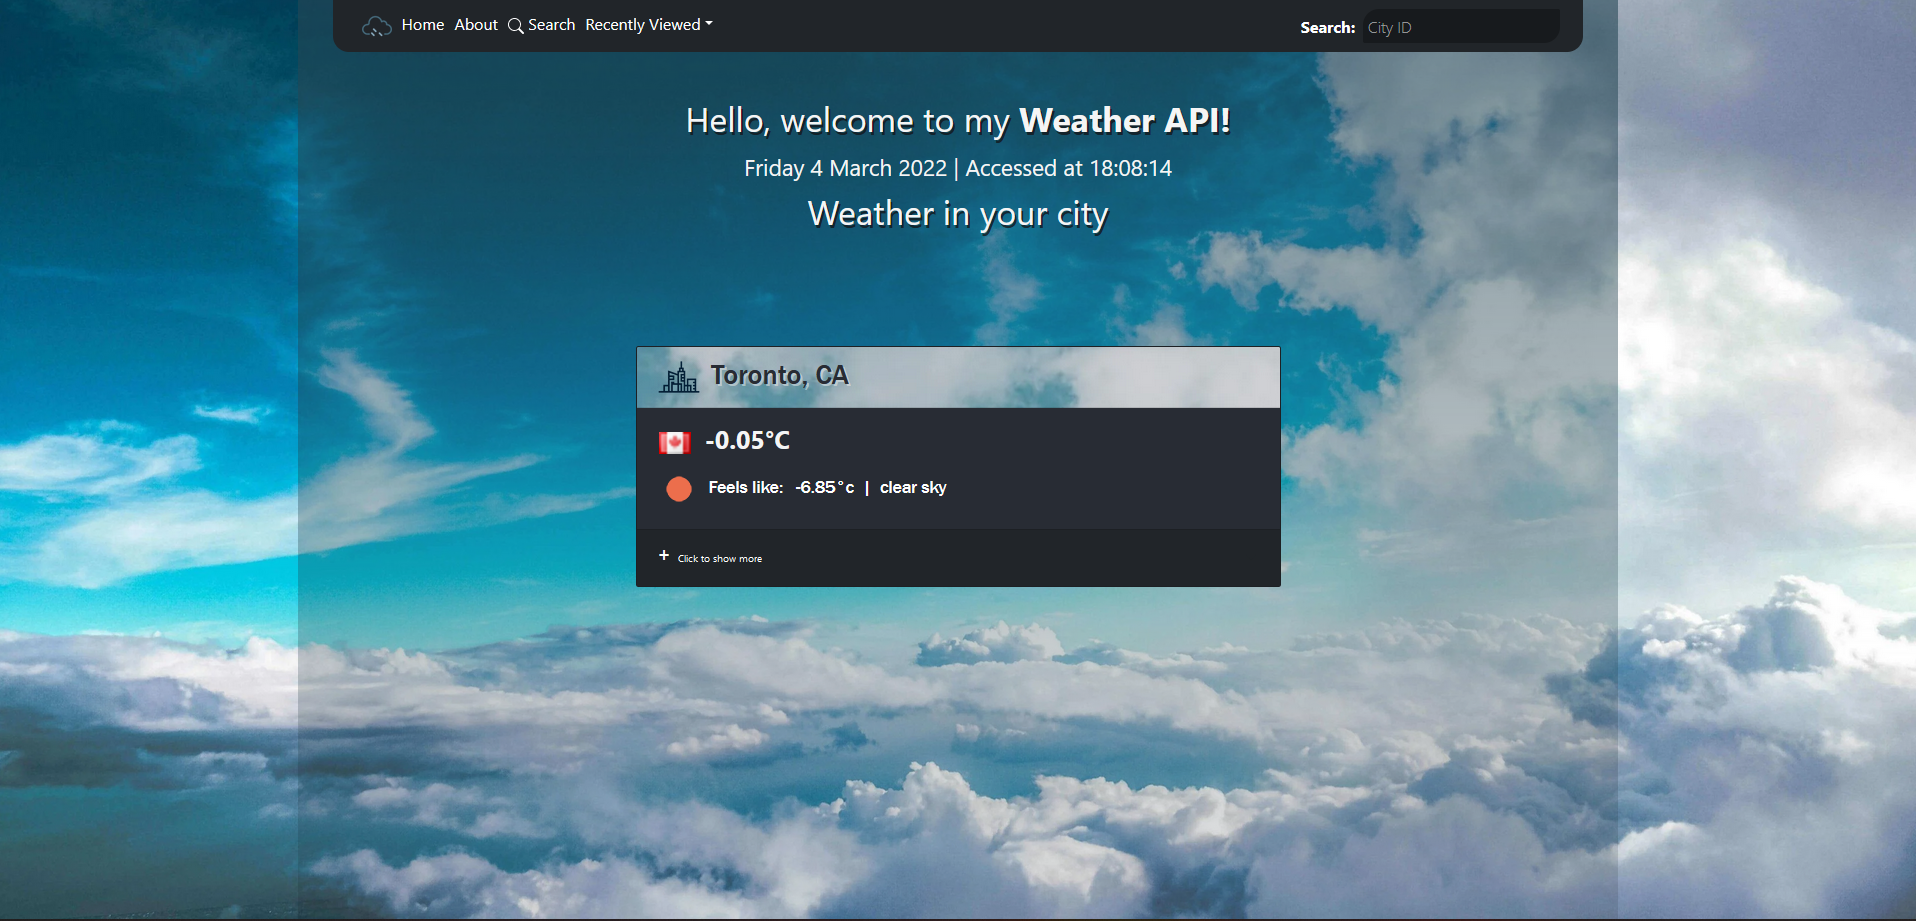 Home About Search Recently Viewed
Search: City ID
Hello, welcome to my Weather API!
Friday 4 March 2022 | Accessed at 18:08:14
Weather in your city
Toronto, CA
-0.05°C
Feels like: -6.85°c | clear sky
+ Click to show more